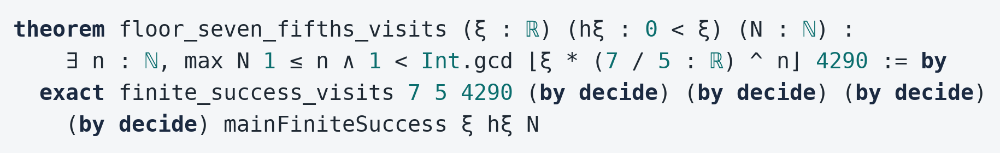 theorem floor_seven_fifths_visits (ξ : ℝ) (hξ : 0 < ξ) (N : ℕ) :
∃ n : ℕ, max N 1 ≤ n ∧ 1 < Int.gcd ⌊ξ * (7 / 5 : ℝ) ^ n⌋ 4290 := by
exact finite_success_visits 7 5 4290 (by decide) (by decide) (by decide)
(by decide) mainFiniteSuccess ξ hξ N